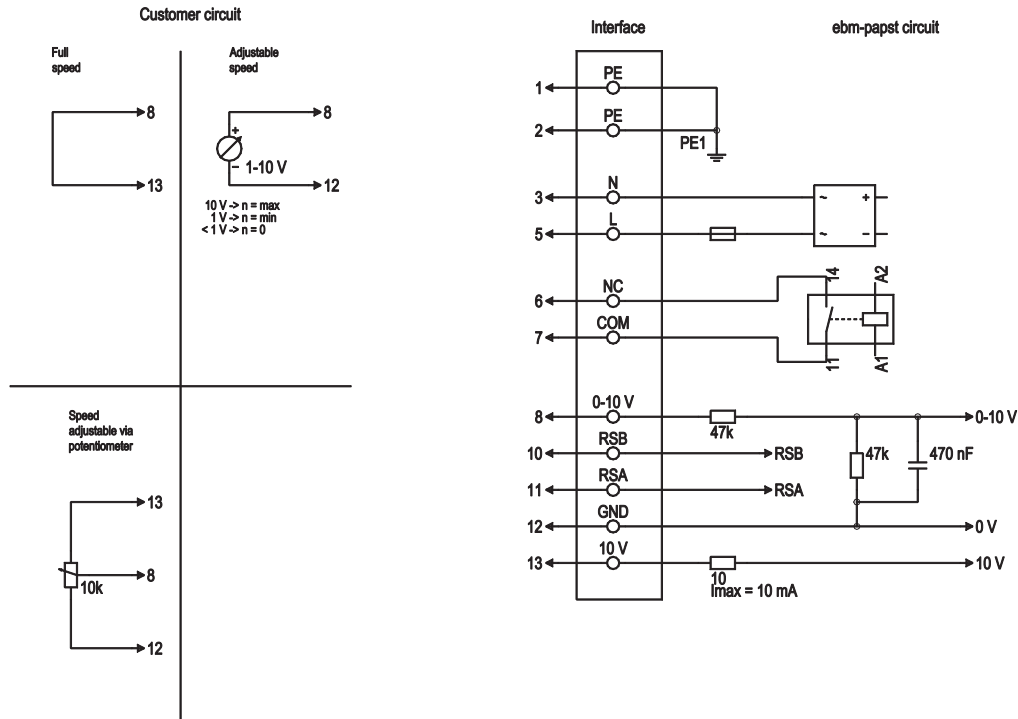 Customer circuit
Full
speed
8
13
Adjustable
speed
8
+
−
1-10 V
12
10 V -> n = max
1 V -> n = min
< 1 V -> n = 0
Speed
adjustable via
potentiometer
13
8
10k
12
Interface
ebm-papst circuit
1
PE
2
PE
PE1
3
N
~
+
5
L
~
−
14
A2
6
NC
7
COM
11
A1
8
0-10 V
47k
0-10 V
10
RSB
RSB
47k
470 nF
11
RSA
RSA
12
GND
0 V
13
10 V
10
Imax = 10 mA
10 V